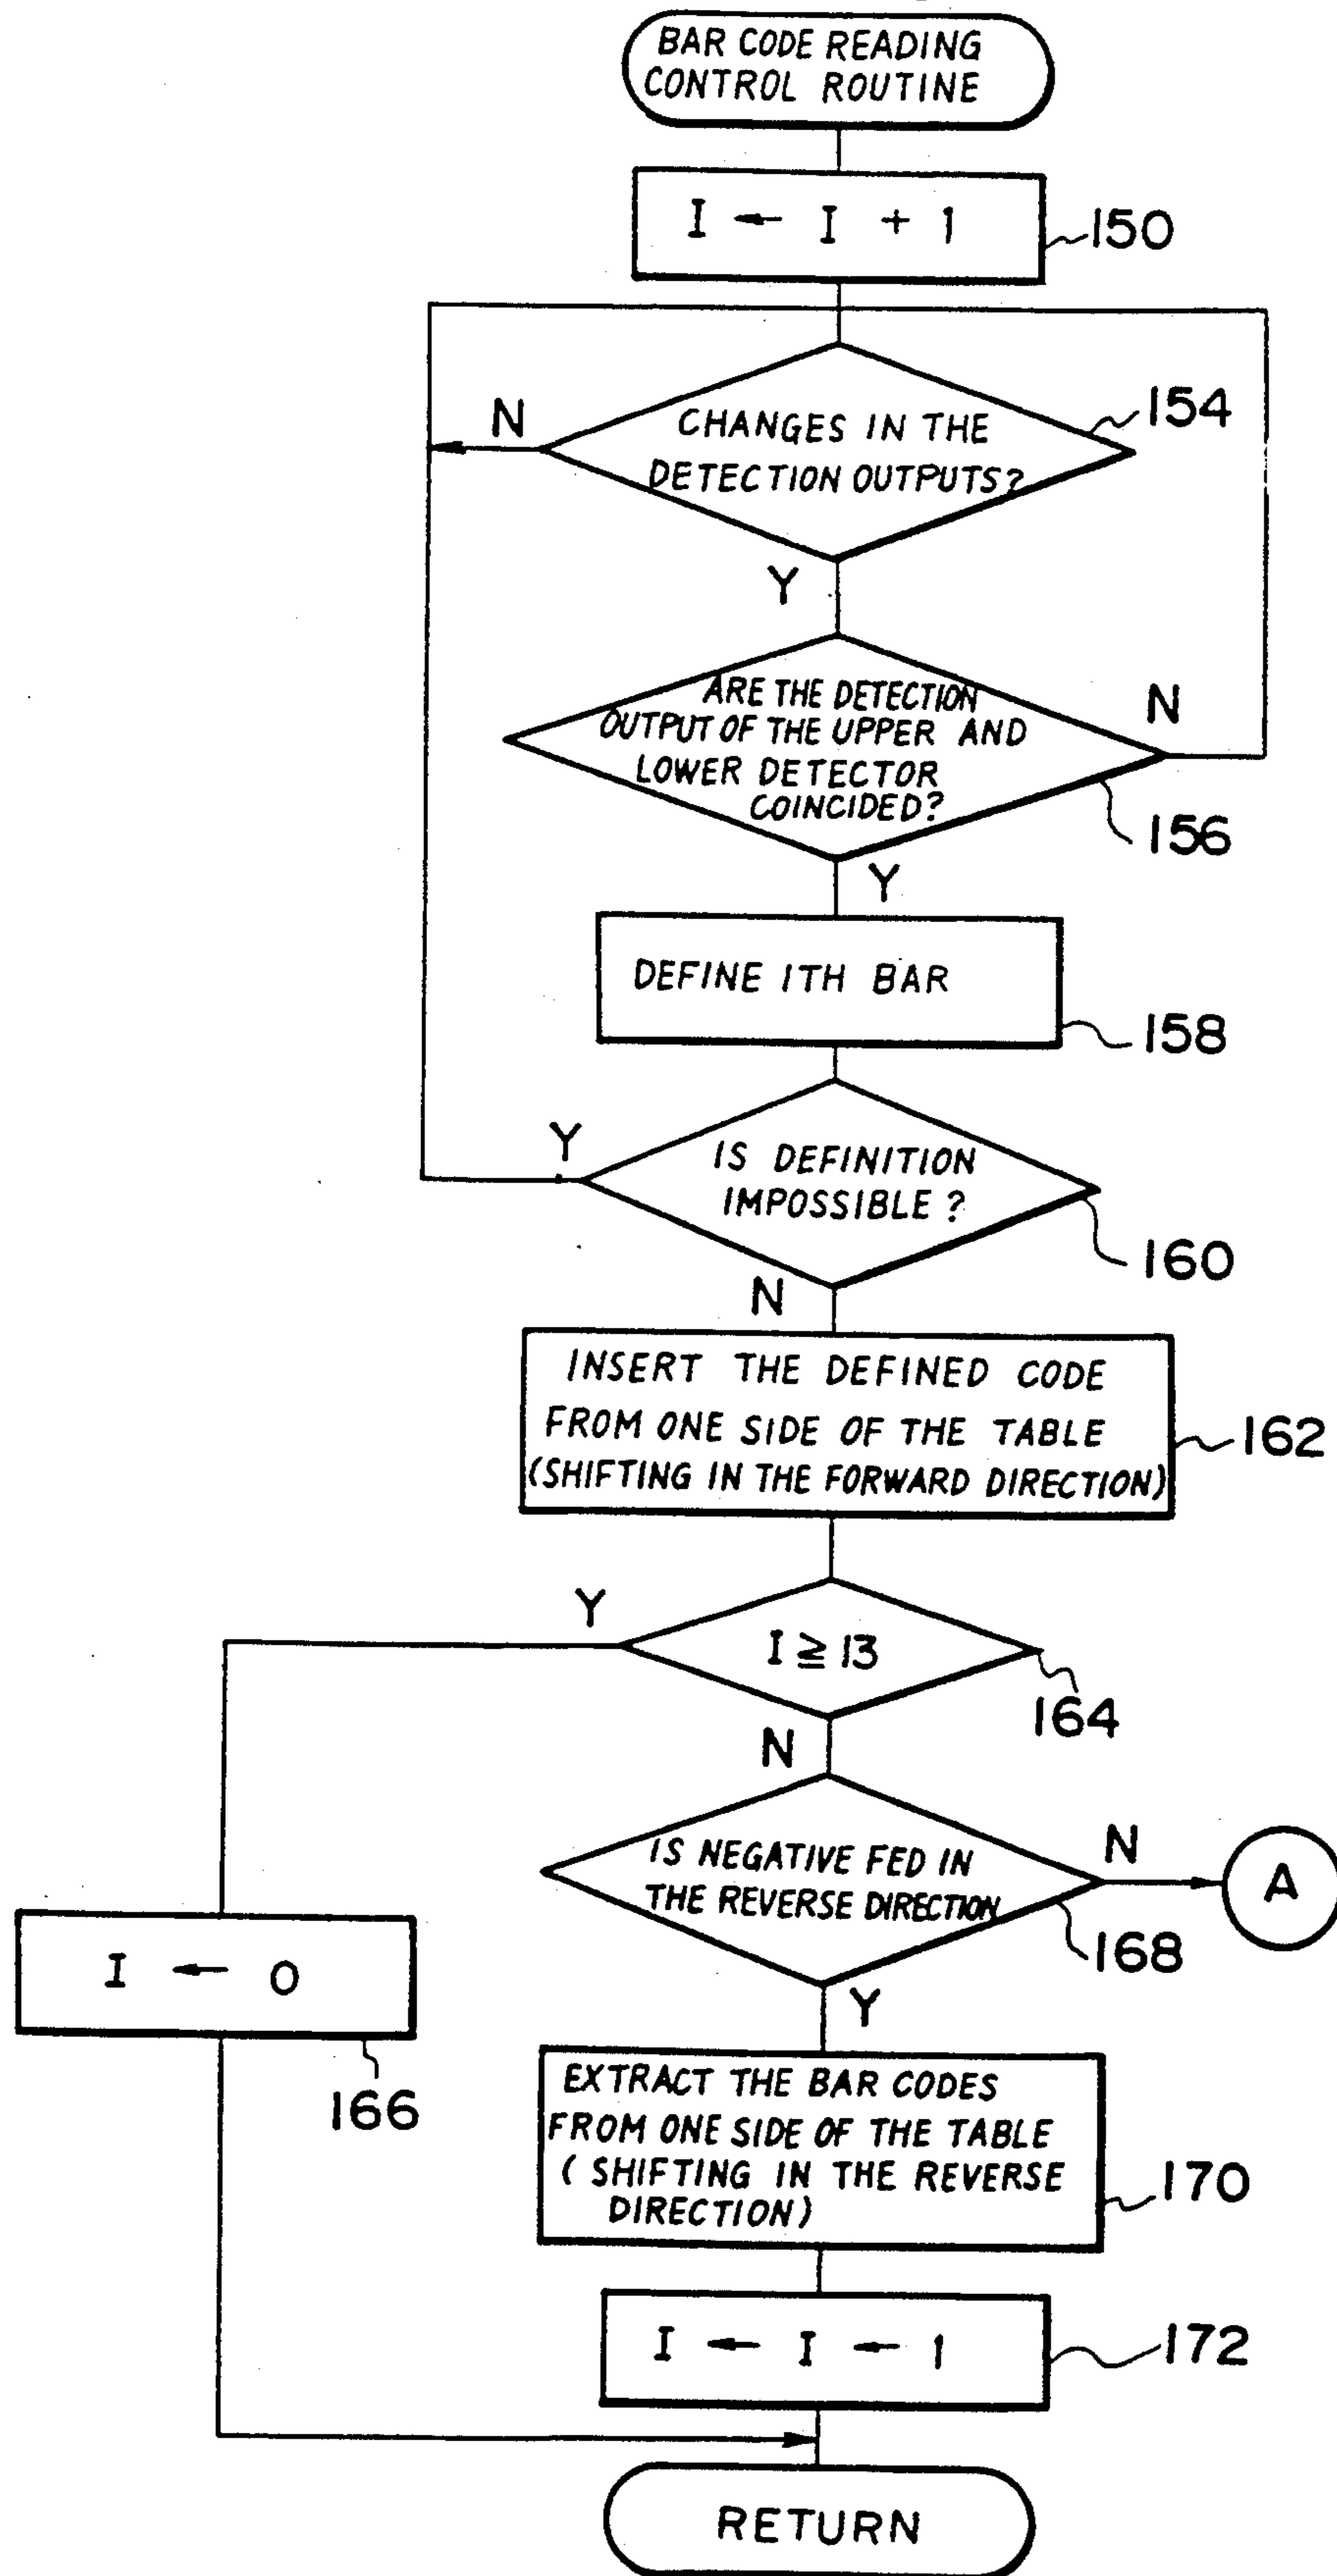 BAR CODE READING
CONTROL ROUTINE
I ← I + 1
150
N
CHANGES IN THE
DETECTION OUTPUTS?
154
Y
ARE THE DETECTION
OUTPUT OF THE UPPER AND
LOWER DETECTOR
COINCIDED?
N
156
Y
DEFINE ITH BAR
158
Y
IS DEFINITION
IMPOSSIBLE ?
160
N
INSERT THE DEFINED CODE
FROM ONE SIDE OF THE TABLE
(SHIFTING IN THE FORWARD DIRECTION)
162
Y
I ≧ 13
164
N
IS NEGATIVE FED IN
THE REVERSE DIRECTION
N
A
168
I ← 0
166
Y
EXTRACT THE BAR CODES
FROM ONE SIDE OF THE TABLE
( SHIFTING IN THE REVERSE
DIRECTION)
170
I ← I ← 1
172
RETURN